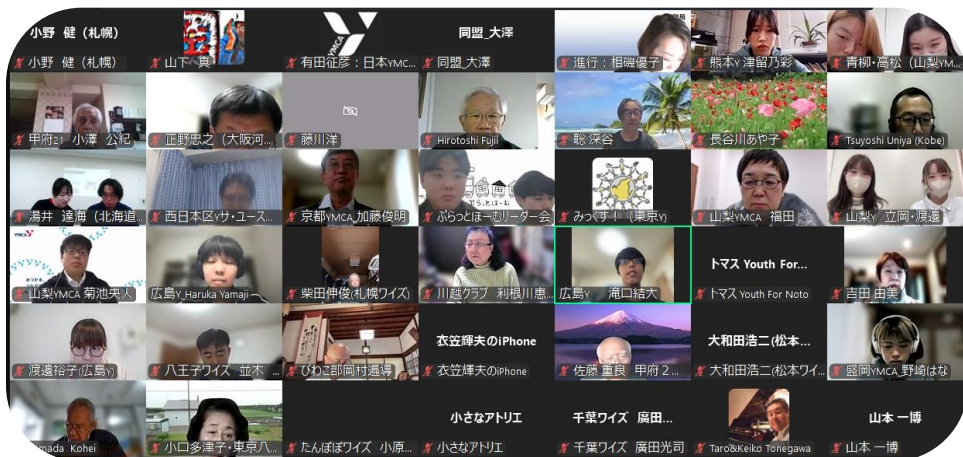 小野 健（札幌）
小野 健（札幌）
山下 真
YMCA
有田征彦：日本YMC...
同盟_大澤
同盟_大澤
進行：相磯優子
熊本Y 津留乃彩
青柳・高松（山梨YM...
甲府21 小澤 公紀
正野忠之（大阪河...
藤川洋
Hirotoshi Fujii
聡 深谷
長谷川あや子
Tsuyoshi Uniya (Kobe)
湯井 達海（北海道...
西日本区Yサ・ユース...
京都YMCA_加藤俊明
ぷらっとほーむリーダー会
みっくす！（東京Y)
山梨YMCA 福田
山梨Y 立岡・渡邉
YMCA
山梨YMCA 菊池央人
広島Y_Haruka Yamaji
柴田伸俊(札幌ワイズ)
川越クラブ 利根川恵...
広島Y 滝口結大
トマス Youth For...
トマス Youth For Noto
吉田 由美
渡邉裕子(広島Y)
八王子ワイズ 並木 ...
びわこ部岡村遍導
衣笠輝夫のiPhone
衣笠輝夫のiPhone
佐藤 重良 甲府２...
大和田浩二(松本...
大和田浩二(松本ワイ...
盛岡YMCA_野崎はな
amada Kohei
小口多津子・東京八...
たんぽぽワイズ 小原...
小さなアトリエ
小さなアトリエ
千葉ワイズ 廣田...
千葉ワイズ 廣田光司
Taro&Keiko Tonegawa
山本 一博
山本 一博